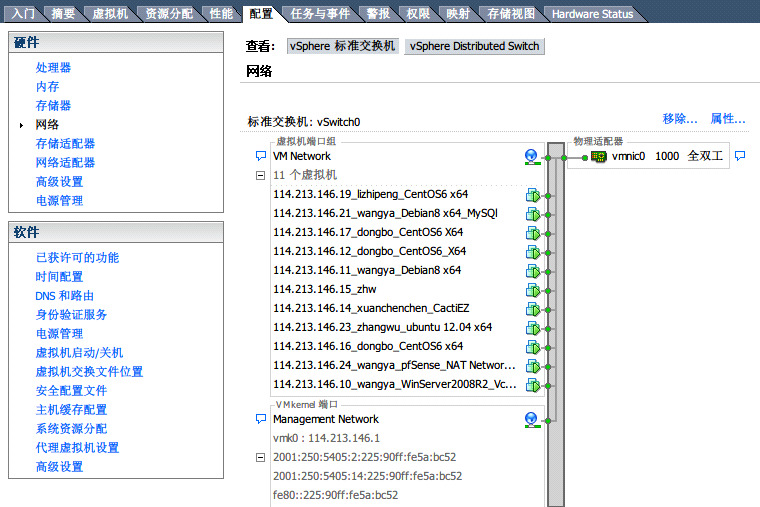 入门 摘要 虚拟机 资源分配 性能 配置 任务与事件 警报 权限 映射 存储视图 Hardware Status
硬件
处理器
内存
存储器
网络
存储适配器
网络适配器
高级设置
电源管理
软件
已获许可的功能
时间配置
DNS 和路由
身份验证服务
电源管理
虚拟机启动/关机
虚拟机交换文件位置
安全配置文件
主机缓存配置
系统资源分配
代理虚拟机设置
高级设置
查看: vSphere 标准交换机 vSphere Distributed Switch
网络
标准交换机: vSwitch0 移除... 属性...
虚拟机端口组 物理适配器
VM Network vmnic0 1000 全双工
11 个虚拟机
114.213.146.19_lizhipeng_CentOS6 x64
114.213.146.21_wangya_Debian8 x64_MySQl
114.213.146.17_dongbo_CentOS6 X64
114.213.146.12_dongbo_CentOS6_X64
114.213.146.11_wangya_Debian8 x64
114.213.146.15_zhw
114.213.146.14_xuanchenchen_CactiEZ
114.213.146.23_zhangwu_ubuntu 12.04 x64
114.213.146.16_dongbo_CentOS6 x64
114.213.146.24_wangya_pfSense_NAT Networ...
114.213.146.10_wangya_WinServer2008R2_Vc...
VMkernel 端口
Management Network
vmk0 : 114.213.146.1
2001:250:5405:2:225:90ff:fe5a:bc52
2001:250:5405:14:225:90ff:fe5a:bc52
fe80::225:90ff:fe5a:bc52